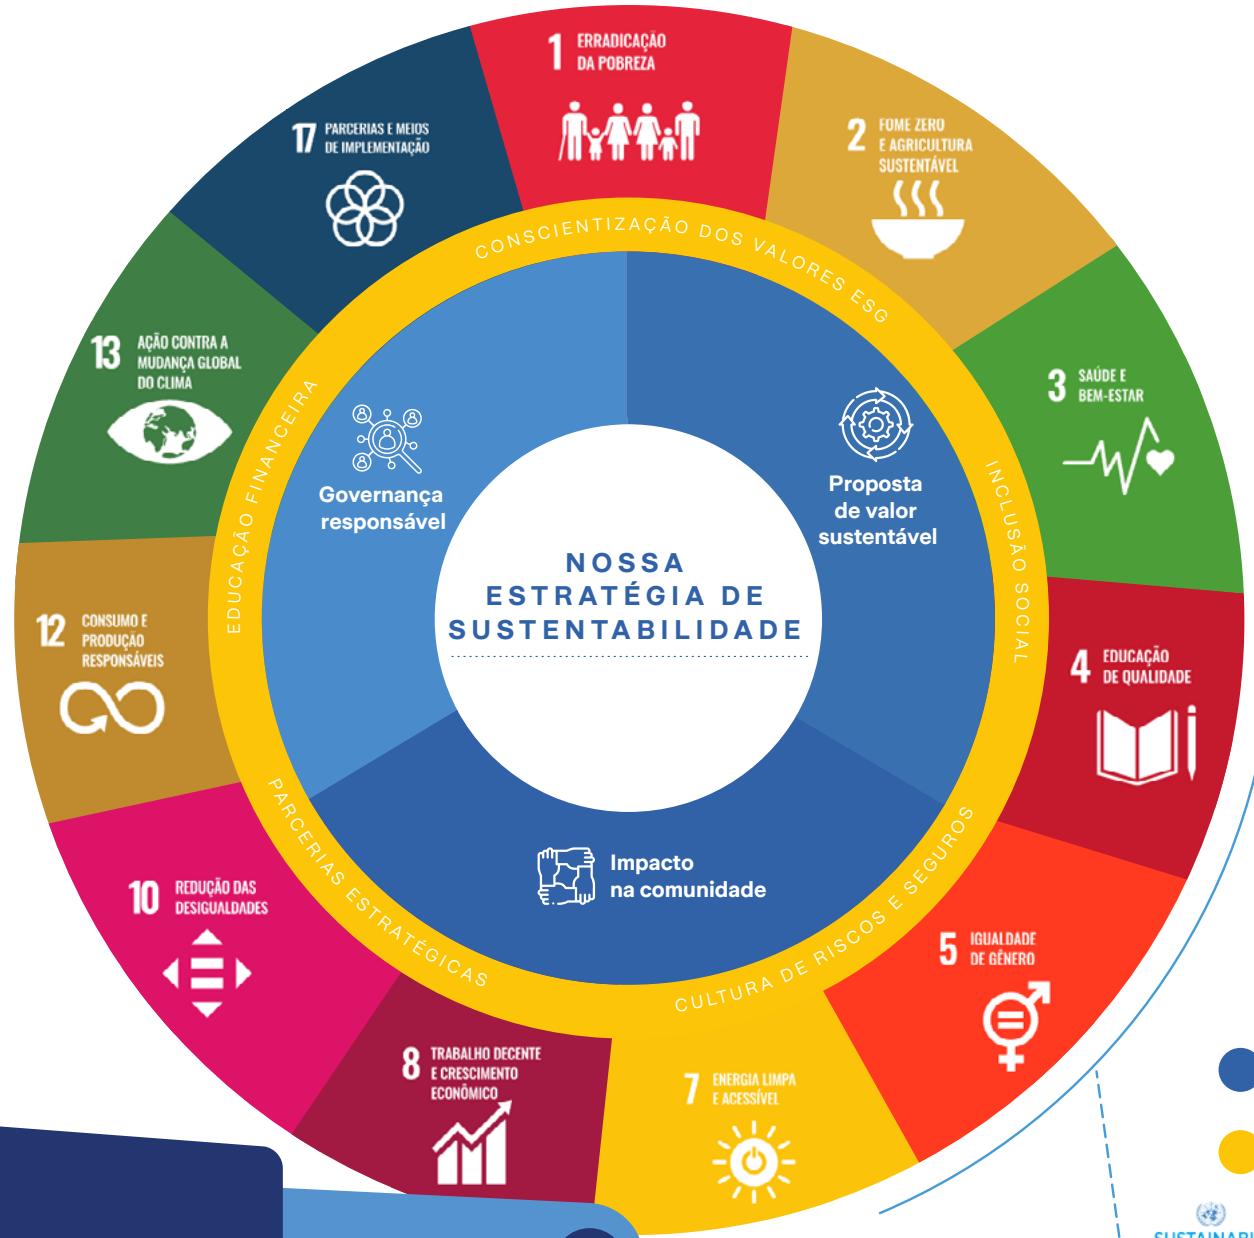 1 ERRADICAÇÃO
DA POBREZA
2 FOME ZERO
E AGRICULTURA
SUSTENTÁVEL
3 SAÚDE E
BEM-ESTAR
4 EDUCAÇÃO
DE QUALIDADE
5 IGUALDADE
DE GÊNERO
7 ENERGIA LIMPA
E ACESSÍVEL
8 TRABALHO DECENTE
E CRESCIMENTO
ECONÔMICO
10 REDUÇÃO DAS
DESIGUALDADES
12 CONSUMO E
PRODUÇÃO
RESPONSÁVEIS
13 AÇÃO CONTRA A
MUDANÇA GLOBAL
DO CLIMA
17 PARCERIAS E MEIOS
DE IMPLEMENTAÇÃO
CONSCIENTIZAÇÃO DOS VALORES ESG
INCLUSÃO SOCIAL
CULTURA DE RISCOS E SEGUROS
PARCERIAS ESTRATÉGICAS
EDUCAÇÃO FINANCEIRA
Governança
responsável
Proposta
de valor
sustentável
Impacto
na comunidade
NOSSA
ESTRATÉGIA DE
SUSTENTABILIDADE